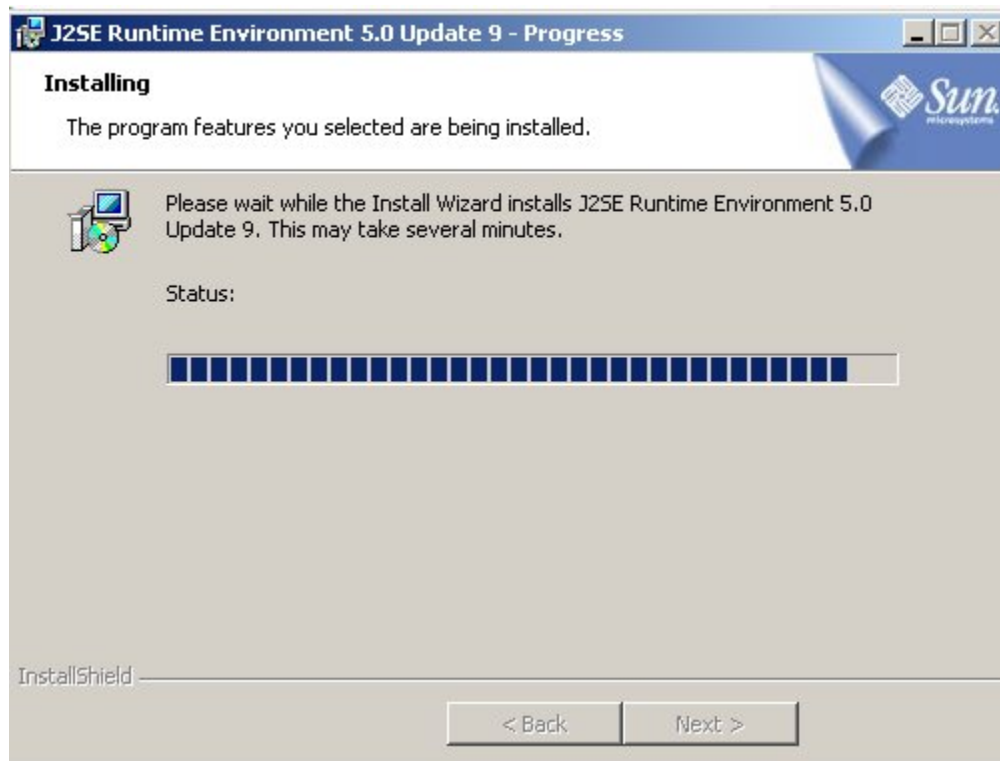 J2SE Runtime Environment 5.0 Update 9 - Progress
Installing
The program features you selected are being installed.
Sun
microsystems
Please wait while the Install Wizard installs J2SE Runtime Environment 5.0
Update 9. This may take several minutes.
Status:
InstallShield
< Back
Next >